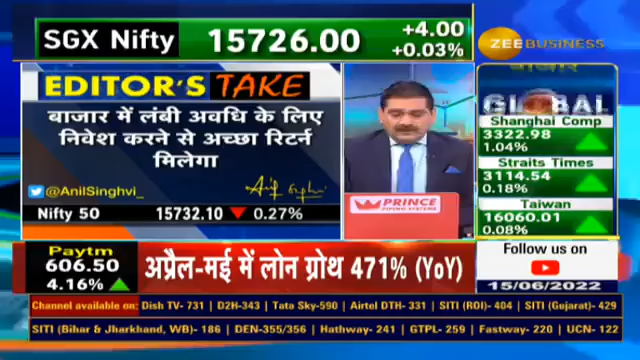 SGX Nifty
15726.00
+4.00
+0.03%
ZEE BUSINESS
EDITOR'S TAKE
बाजार में लंबी अवधि के लिए
निवेश करने से अच्छा रिटर्न
मिलेगा
@AnilSinghvi_
Nifty 50 15732.10 0.27%
PRINCE
PIPING SYSTEMS
बाजार
GLOBAL
Shanghai Comp
3322.98
1.04%
Straits Times
3114.54
0.18%
Taiwan
16060.01
0.08%
Paytm
606.50
4.16%
अप्रैल-मई में लोन ग्रोथ 471% (YoY)
Follow us on
15/06/2022
Channel available on: Dish TV- 731 | D2H-343 | Tata Sky-590 | Airtel DTH- 331 | SITI (ROI)- 404 | SITI (Gujarat)- 429
SITI (Bihar & Jharkhand, WB)- 186 | DEN-355/356 | Hathway- 241 | GTPL- 259 | Fastway- 220 | UCN- 122